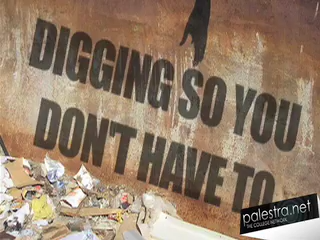 DIGGING SO YOU
DON'T HAVE TO
palestra.net
THE COLLEGE NETWORK